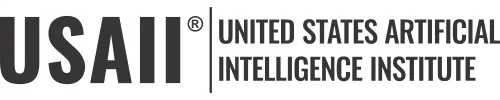 USAII® UNITED STATES ARTIFICIAL
INTELLIGENCE INSTITUTE